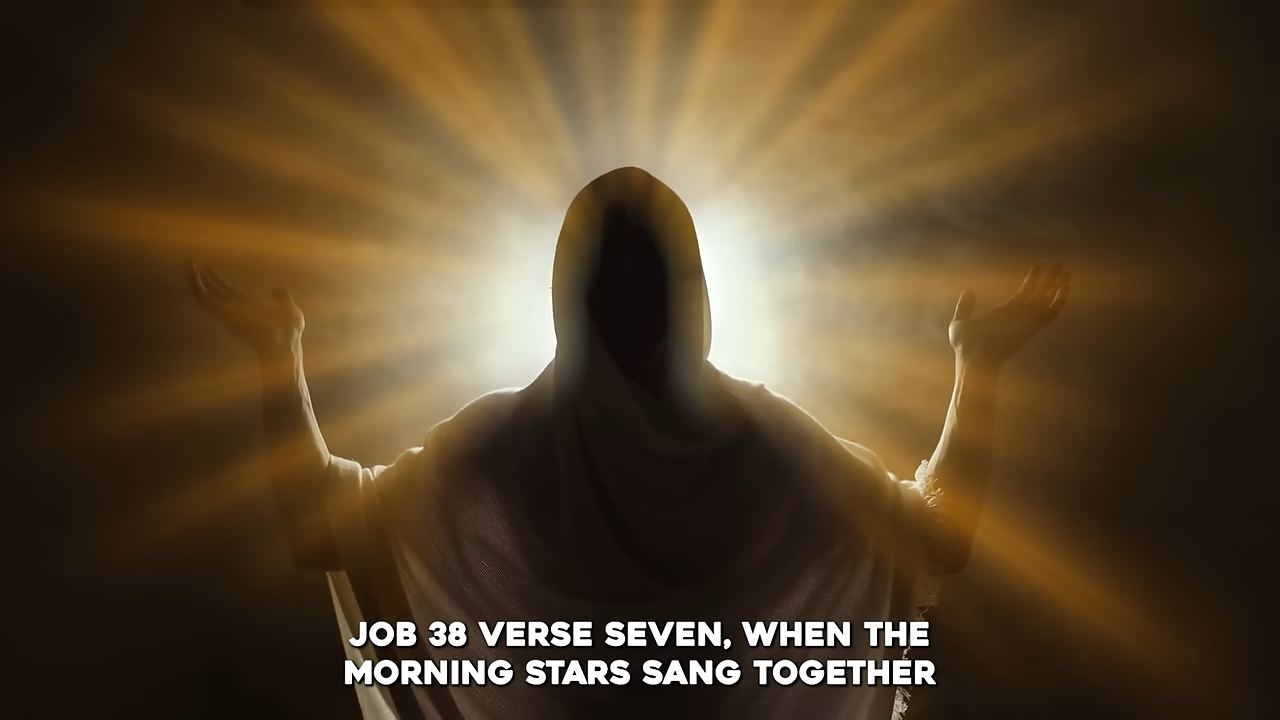 JOB 38 VERSE SEVEN, WHEN THE
MORNING STARS SANG TOGETHER